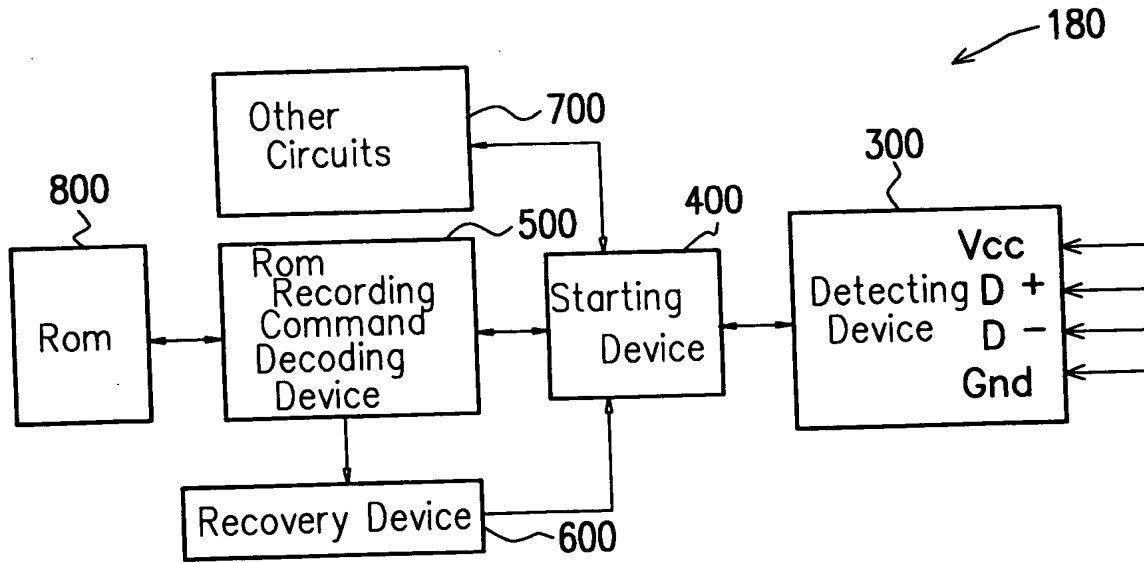 180
Other
Circuits
700
800
Rom
500
Rom
Recording
Command
Decoding
Device
400
Starting
Device
300
Detecting
Device
Vcc
D +
D -
Gnd
Recovery Device
600